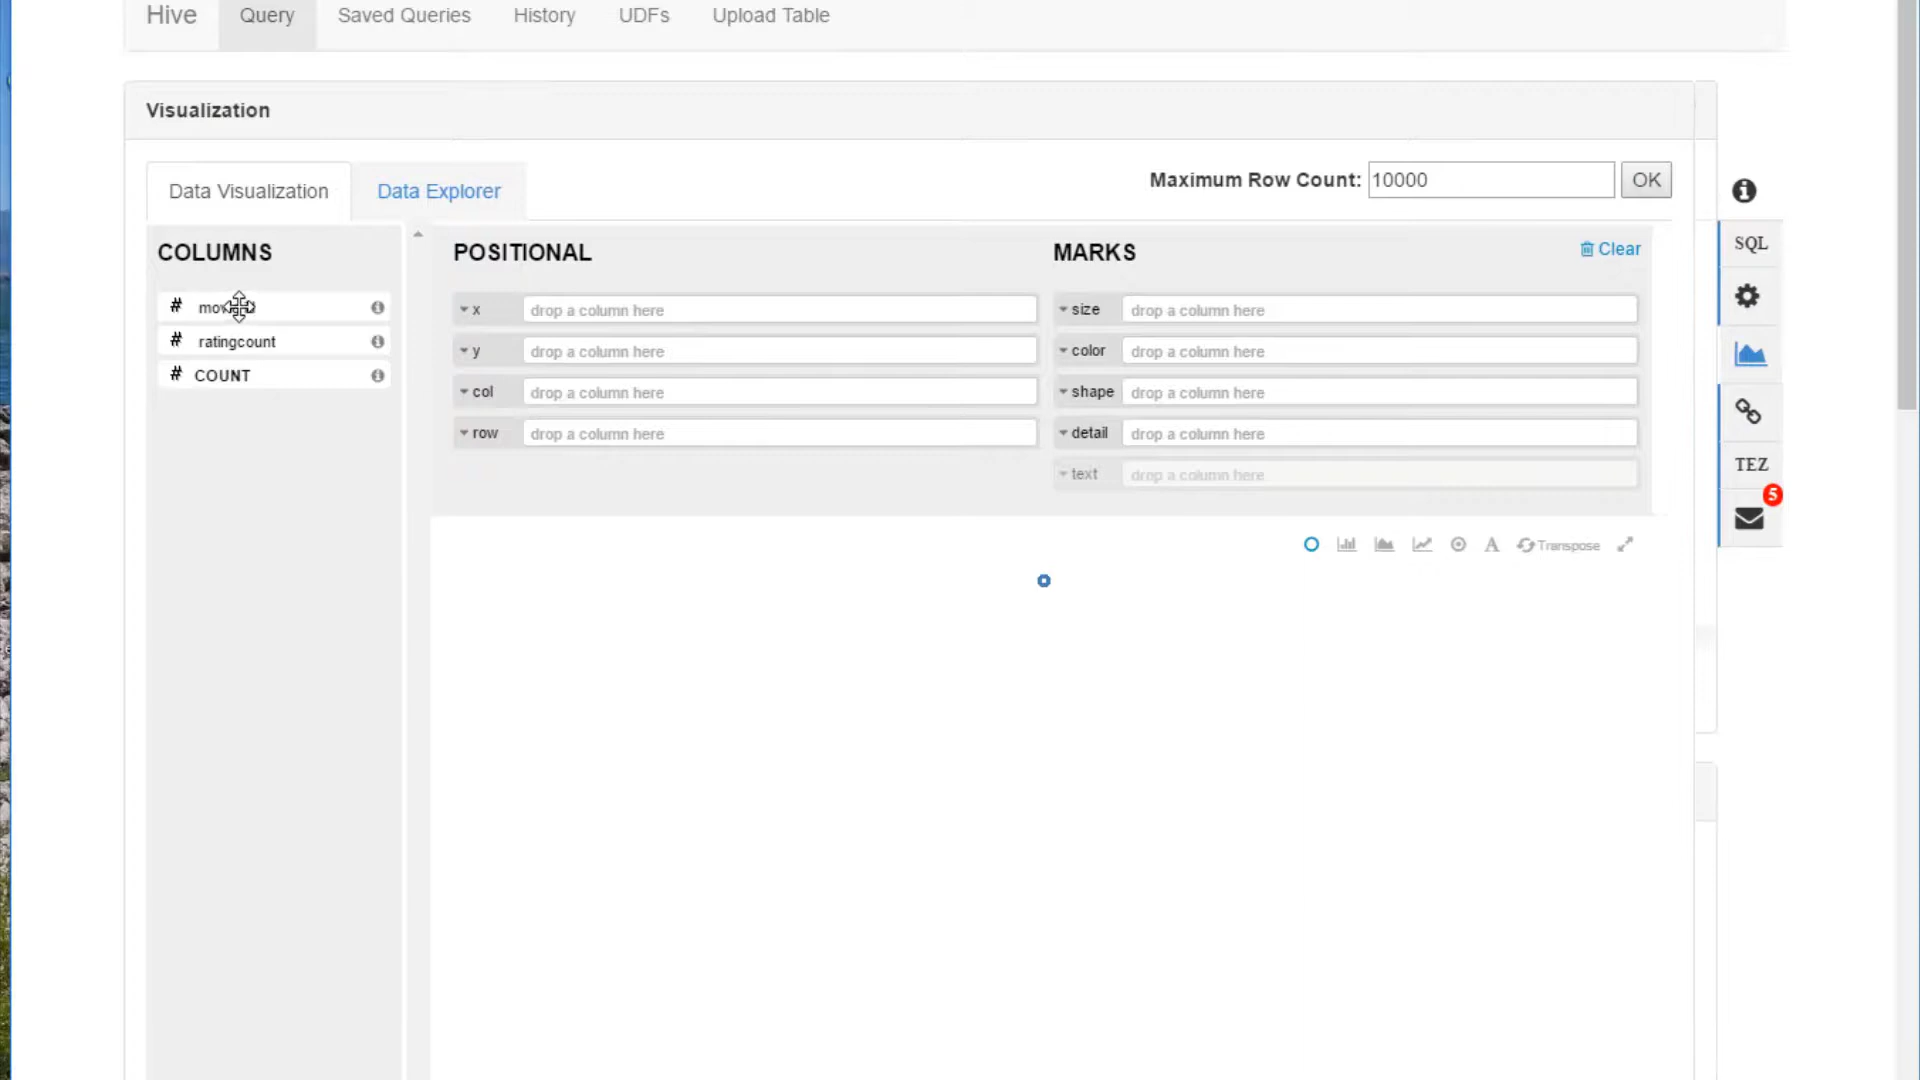 Hive Query Saved Queries History UDFs Upload Table
Visualization
Data Visualization Data Explorer Maximum Row Count: 10000 OK
COLUMNS POSITIONAL MARKS Clear
SQL
# x drop a column here size drop a column here
# ratingcount y drop a column here color drop a column here
# COUNT col drop a column here shape drop a column here
row drop a column here detail drop a column here
text drop a column here
TEZ
5
A Transpose